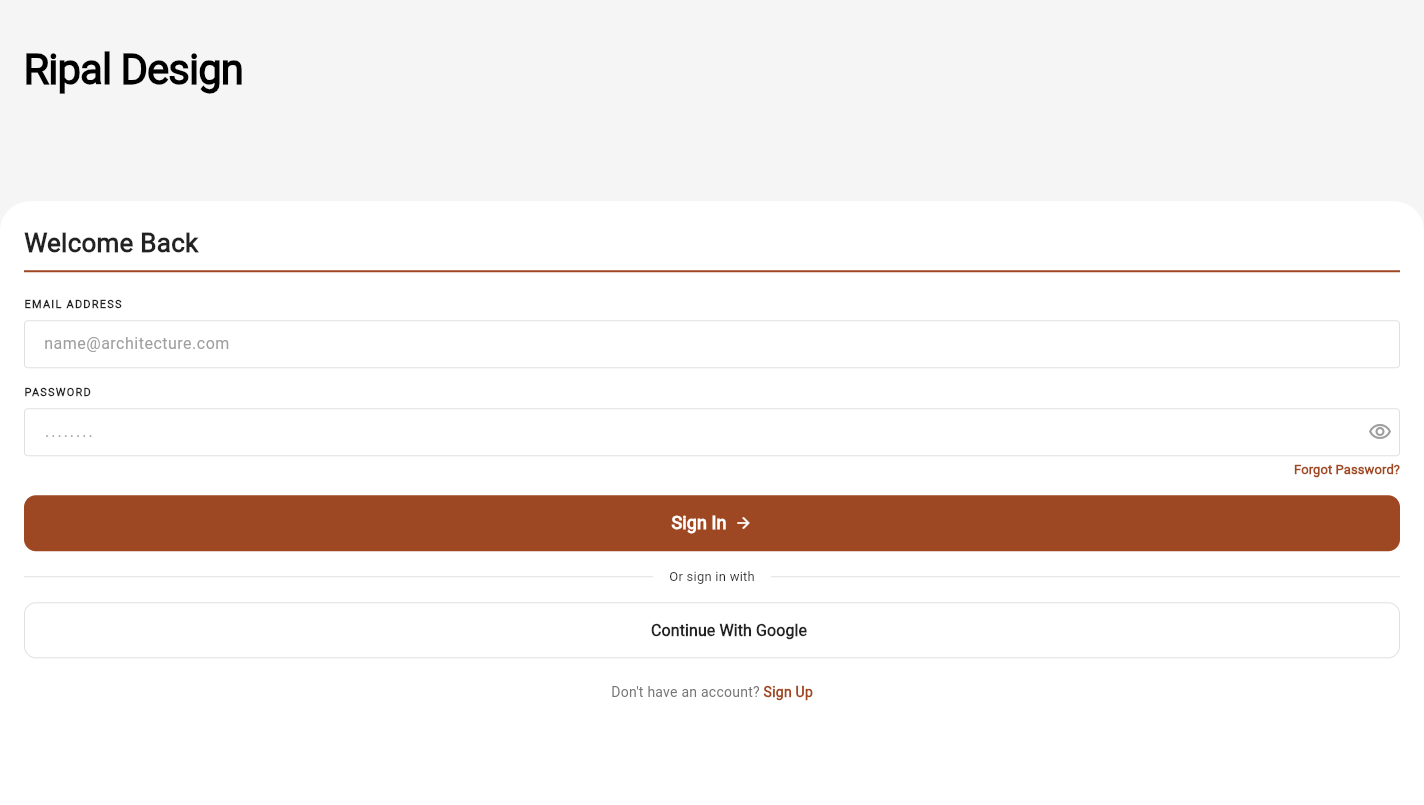 Ripal Design
Welcome Back
EMAIL ADDRESS
name@architecture.com
PASSWORD
........
Forgot Password?
Sign In →
Or sign in with
Continue With Google
Don't have an account? Sign Up